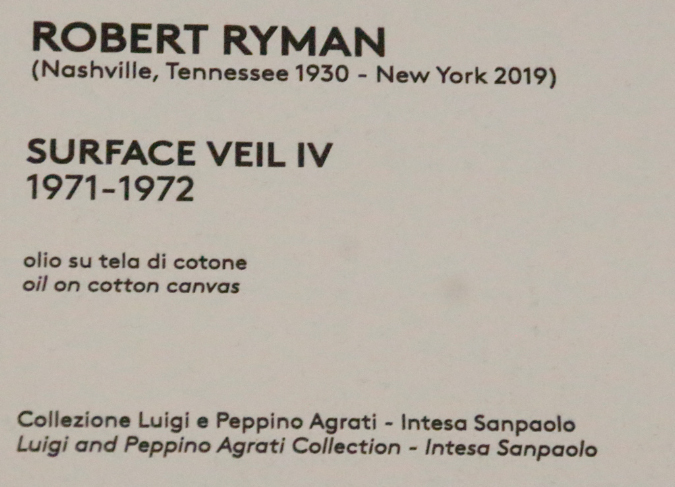 ROBERT RYMAN
(Nashville, Tennessee 1930 - New York 2019)
SURFACE VEIL IV
1971-1972
olio su tela di cotone
oil on cotton canvas
Collezione Luigi e Peppino Agrati - Intesa Sanpaolo
Luigi and Peppino Agrati Collection - Intesa Sanpaolo